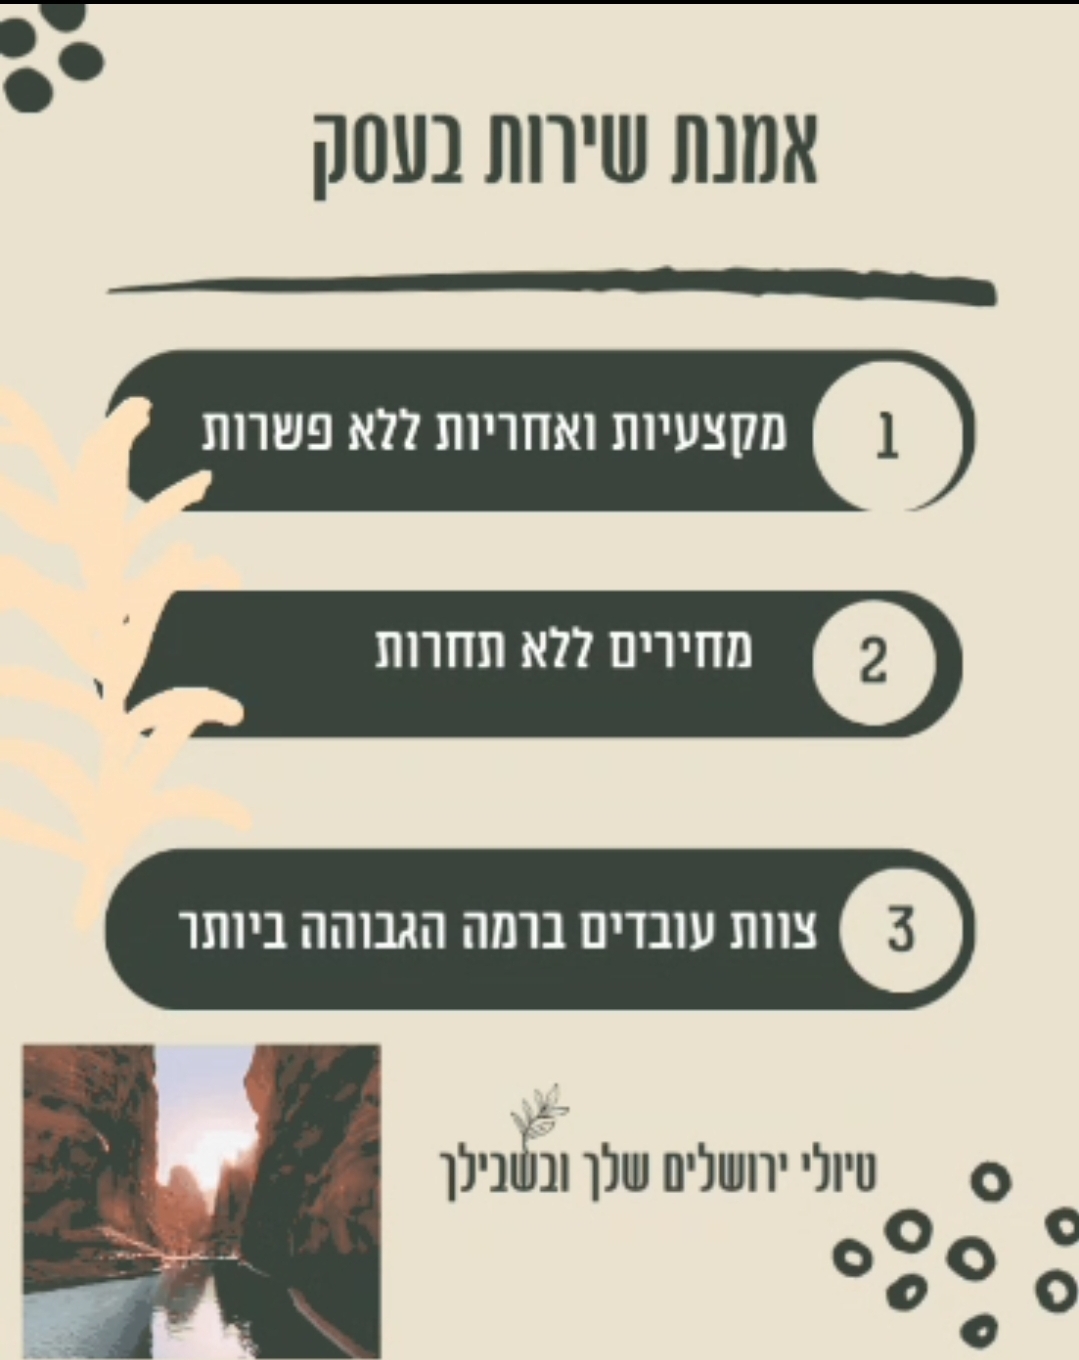 אמנת שירות בעסק
1
מקצעיות ואחריות ללא פשרות
2
מחירים ללא תחרות
3
צוות עובדים ברמה הגבוהה ביותר
טיולי ירושלים שלך ובשבילך